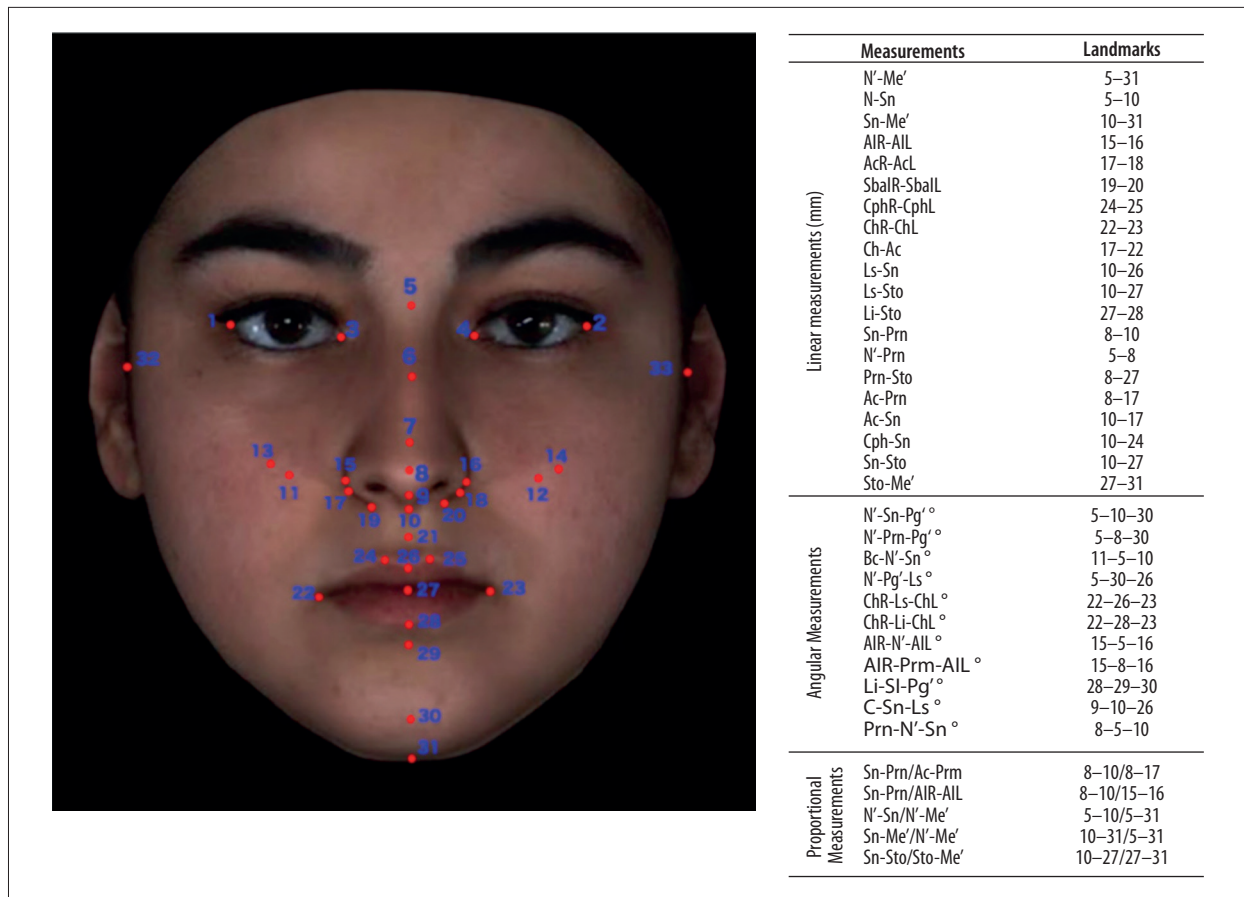 5
1 3 4 2
6
32 33
7
13 14
15 8 16
11 12
17 9 18
19 10 20
21
24 26 25
22 27 23
28
29
30
31
Measurements Landmarks
Linear measurements (mm)
N′-Me′ 5–31
N-Sn 5–10
Sn-Me′ 10–31
AlR-AlL 15–16
AcR-AcL 17–18
SbalR-SbalL 19–20
CphR-CphL 24–25
ChR-ChL 22–23
Ch-Ac 17–22
Ls-Sn 10–26
Ls-Sto 10–27
Li-Sto 27–28
Sn-Prn 8–10
N′-Prn 5–8
Prn-Sto 8–27
Ac-Prn 8–17
Ac-Sn 10–17
Cph-Sn 10–24
Sn-Sto 10–27
Sto-Me′ 27–31
Angular Measurements
N′-Sn-Pg′ ° 5–10–30
N′-Prn-Pg′ ° 5–8–30
Bc-N′-Sn ° 11–5–10
N′-Pg′-Ls ° 5–30–26
ChR-Ls-ChL ° 22–26–23
ChR-Li-ChL ° 22–28–23
AlR-N′-AlL ° 15–5–16
AlR-Prm-AlL ° 15–8–16
Li-Sl-Pg′ ° 28–29–30
C-Sn-Ls ° 9–10–26
Prn-N′-Sn ° 8–5–10
Proportional
Measurements
Sn-Prn/Ac-Prm 8–10/8–17
Sn-Prn/AlR-AlL 8–10/15–16
N′-Sn/N′-Me′ 5–10/5–31
Sn-Me′/N′-Me′ 10–31/5–31
Sn-Sto/Sto-Me′ 10–27/27–31